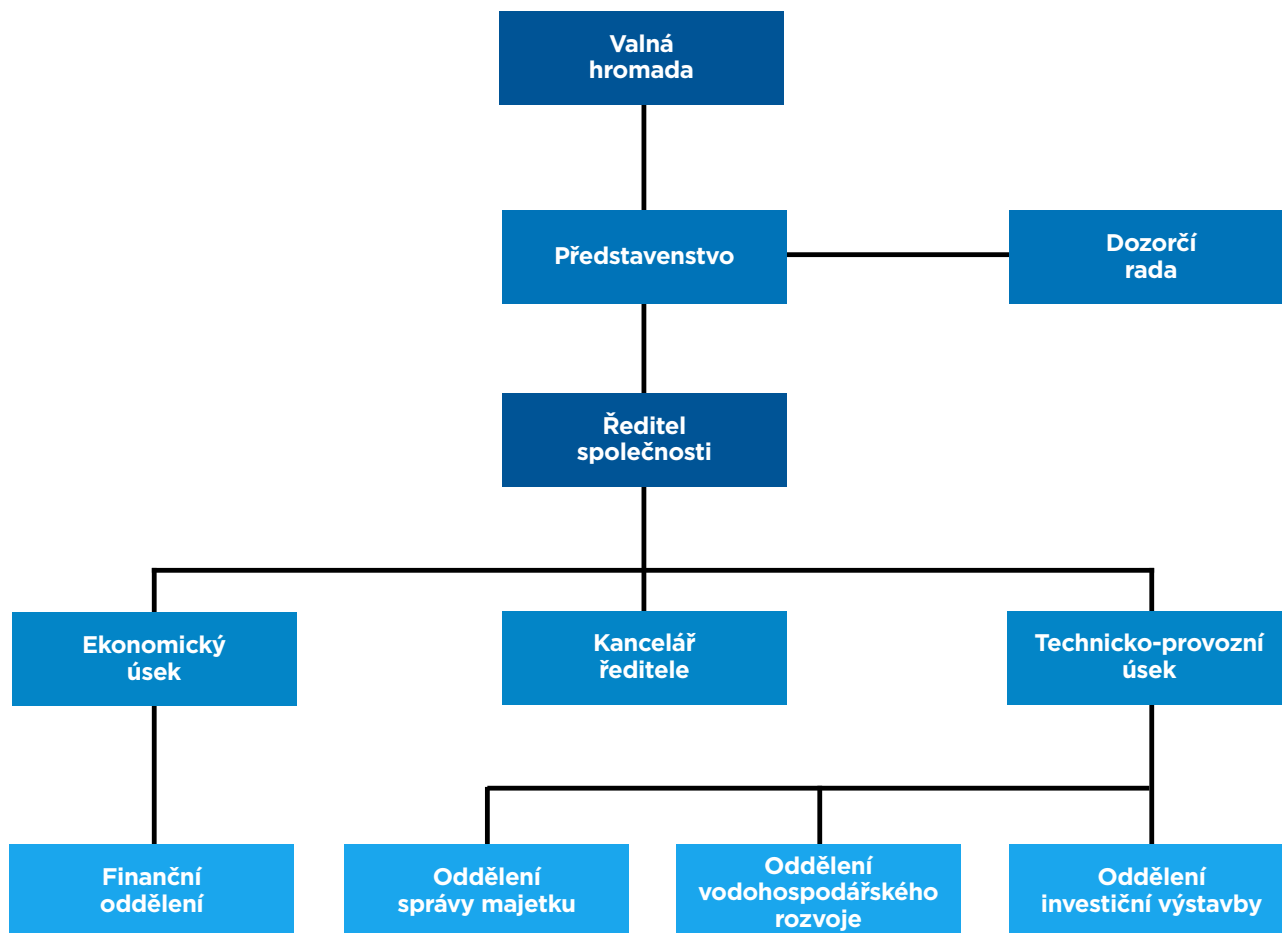 Valná
hromada
Představenstvo
Dozorčí
rada
Ředitel
společnosti
Ekonomický
úsek
Kancelář
ředitele
Technicko-provozní
úsek
Finanční
oddělení
Oddělení
správy majetku
Oddělení
vodohospodářského
rozvoje
Oddělení
investiční výstavby